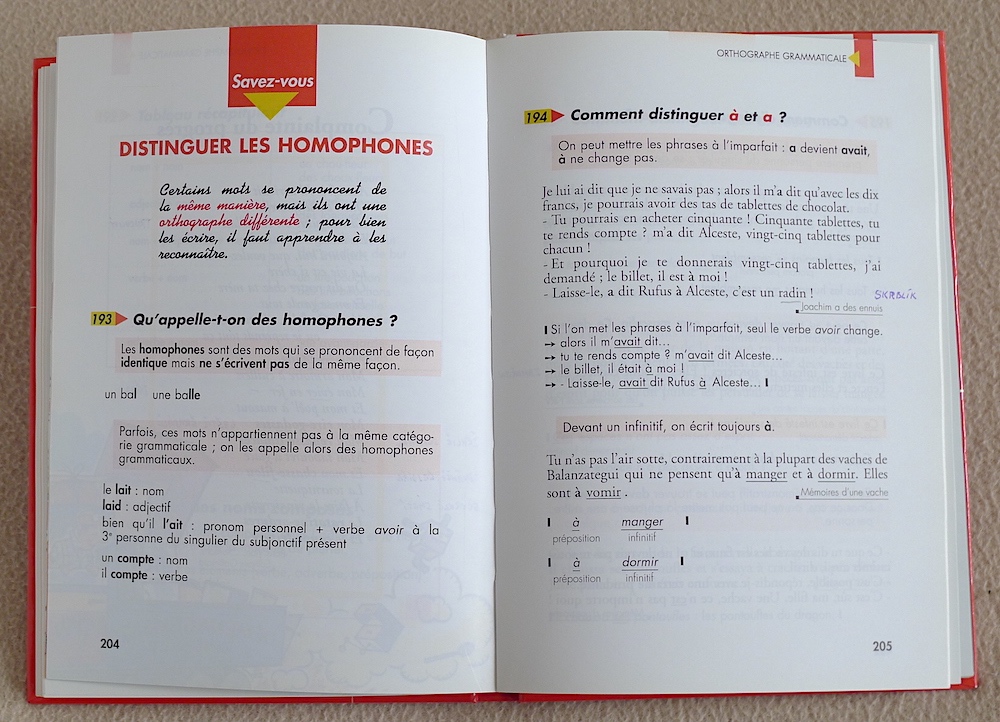 Savez-vous
DISTINGUER LES HOMOPHONES
Certains mots se prononcent de
la même manière, mais ils ont une
orthographe différente ; pour bien
les écrire, il faut apprendre à les
reconnaître.
193 Qu'appelle-t-on des homophones ?
Les homophones sont des mots qui se prononcent de façon
identique mais ne s'écrivent pas de la même façon.
un bal une balle
Parfois, ces mots n'appartiennent pas à la même catégo-
rie grammaticale ; on les appelle alors des homophones
grammaticaux.
le lait : nom
laid : adjectif
bien qu'il l'ait : pronom personnel + verbe avoir à la
3e personne du singulier du subjonctif présent
un compte : nom
il compte : verbe
204
ORTHOGRAPHE GRAMMATICALE
194 Comment distinguer à et a ?
On peut mettre les phrases à l'imparfait : a devient avait,
à ne change pas.
Je lui ai dit que je ne savais pas ; alors il m'a dit qu'avec les dix
francs, je pourrais avoir des tas de tablettes de chocolat.
- Tu pourrais en acheter cinquante ! Cinquante tablettes, tu
te rends compte ? m'a dit Alceste, vingt-cinq tablettes pour
chacun !
- Et pourquoi je te donnerais vingt-cinq tablettes, j'ai
demandé ; le billet, il est à moi !
- Laisse-le, a dit Rufus à Alceste, c'est un radin ! SKRBLÍK
Joachim a des ennuis
Si l'on met les phrases à l'imparfait, seul le verbe avoir change.
→ alors il m'avait dit...
→ tu te rends compte ? m'avait dit Alceste...
→ le billet, il était à moi !
→ - Laisse-le, avait dit Rufus à Alceste...
Devant un infinitif, on écrit toujours à.
Tu n'as pas l'air sotte, contrairement à la plupart des vaches de
Balanzategui qui ne pensent qu'à manger et à dormir. Elles
sont à vomir.
Mémoires d'une vache
à manger
préposition infinitif
à dormir
préposition infinitif
205